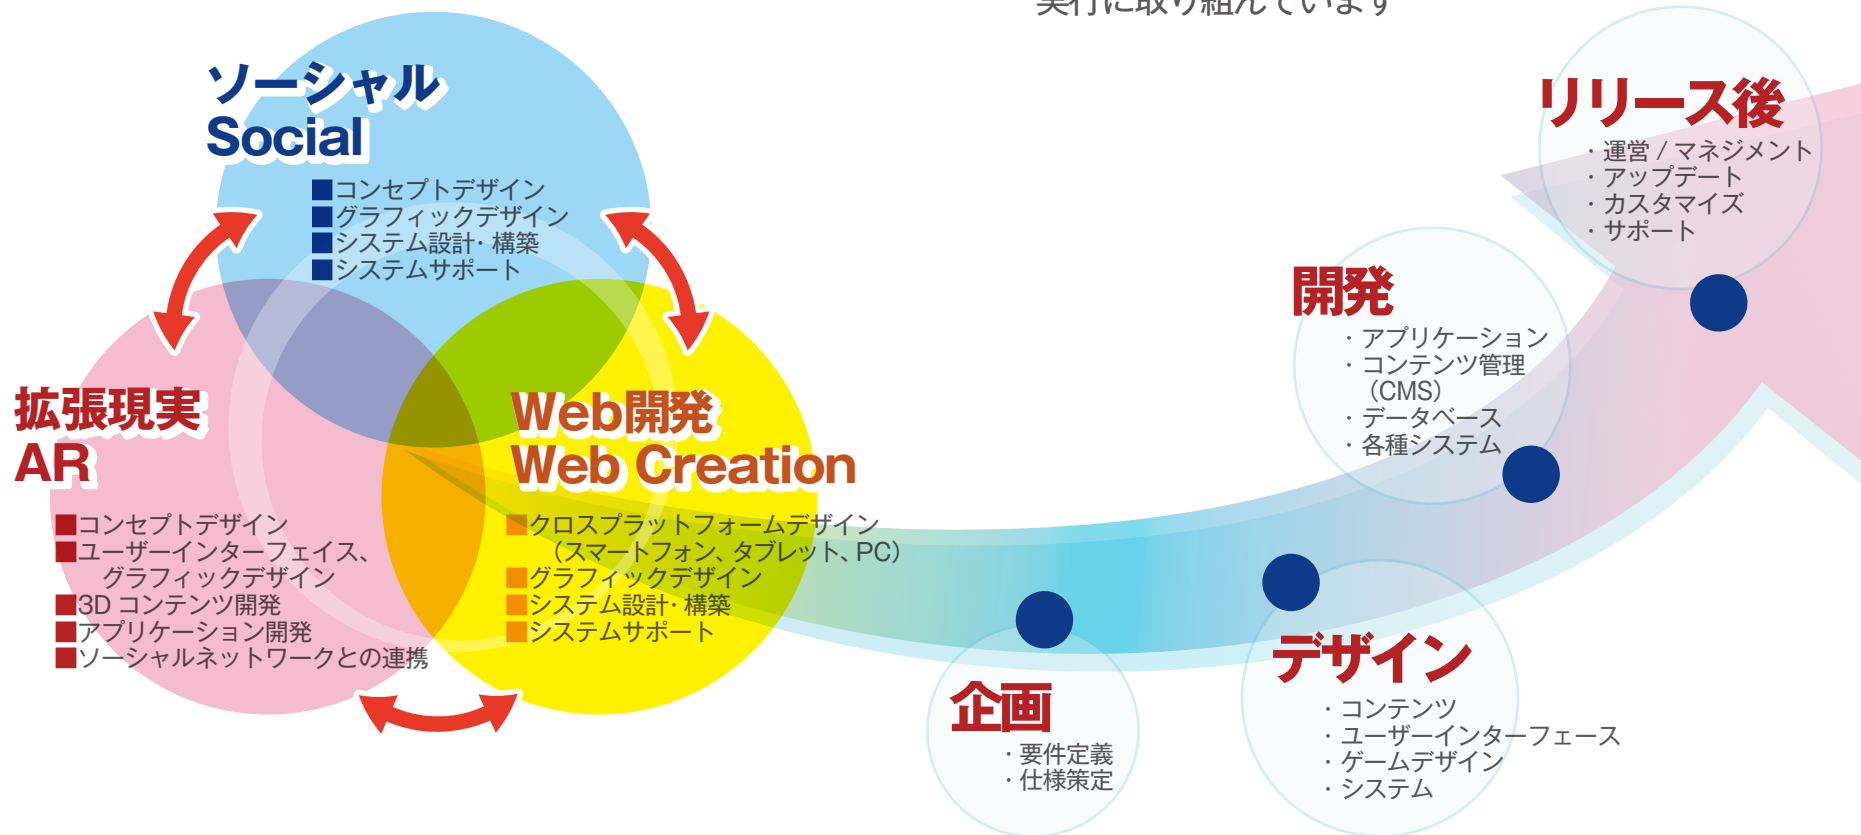 実行に取り組んでいます
ソーシャル
Social
■コンセプトデザイン
■グラフィックデザイン
■システム設計・構築
■システムサポート
拡張現実
AR
■コンセプトデザイン
■ユーザーインターフェイス、
グラフィックデザイン
■3D コンテンツ開発
■アプリケーション開発
■ソーシャルネットワークとの連携
Web開発
Web Creation
■クロスプラットフォームデザイン
（スマートフォン、タブレット、PC）
■グラフィックデザイン
■システム設計・構築
■システムサポート
企画
・要件定義
・仕様策定
デザイン
・コンテンツ
・ユーザーインターフェース
・ゲームデザイン
・システム
開発
・アプリケーション
・コンテンツ管理
（CMS）
・データベース
・各種システム
リリース後
・運営 / マネジメント
・アップデート
・カスタマイズ
・サポート